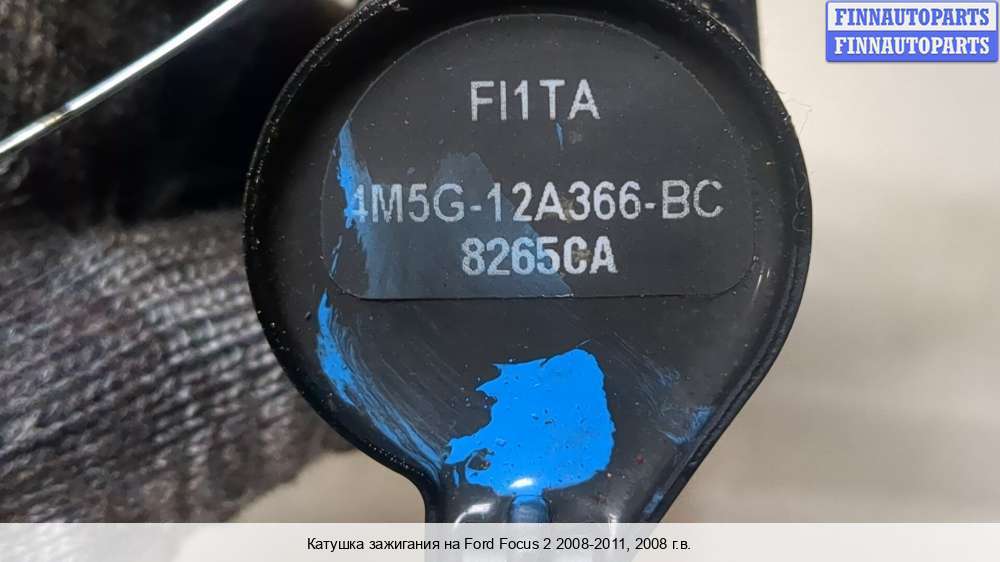 FINNAUTOPARTS
FINNAUTOPARTS
FI1TA
4M5G-12A366-BC
8265CA
Катушка зажигания на Ford Focus 2 2008-2011, 2008 г.в.